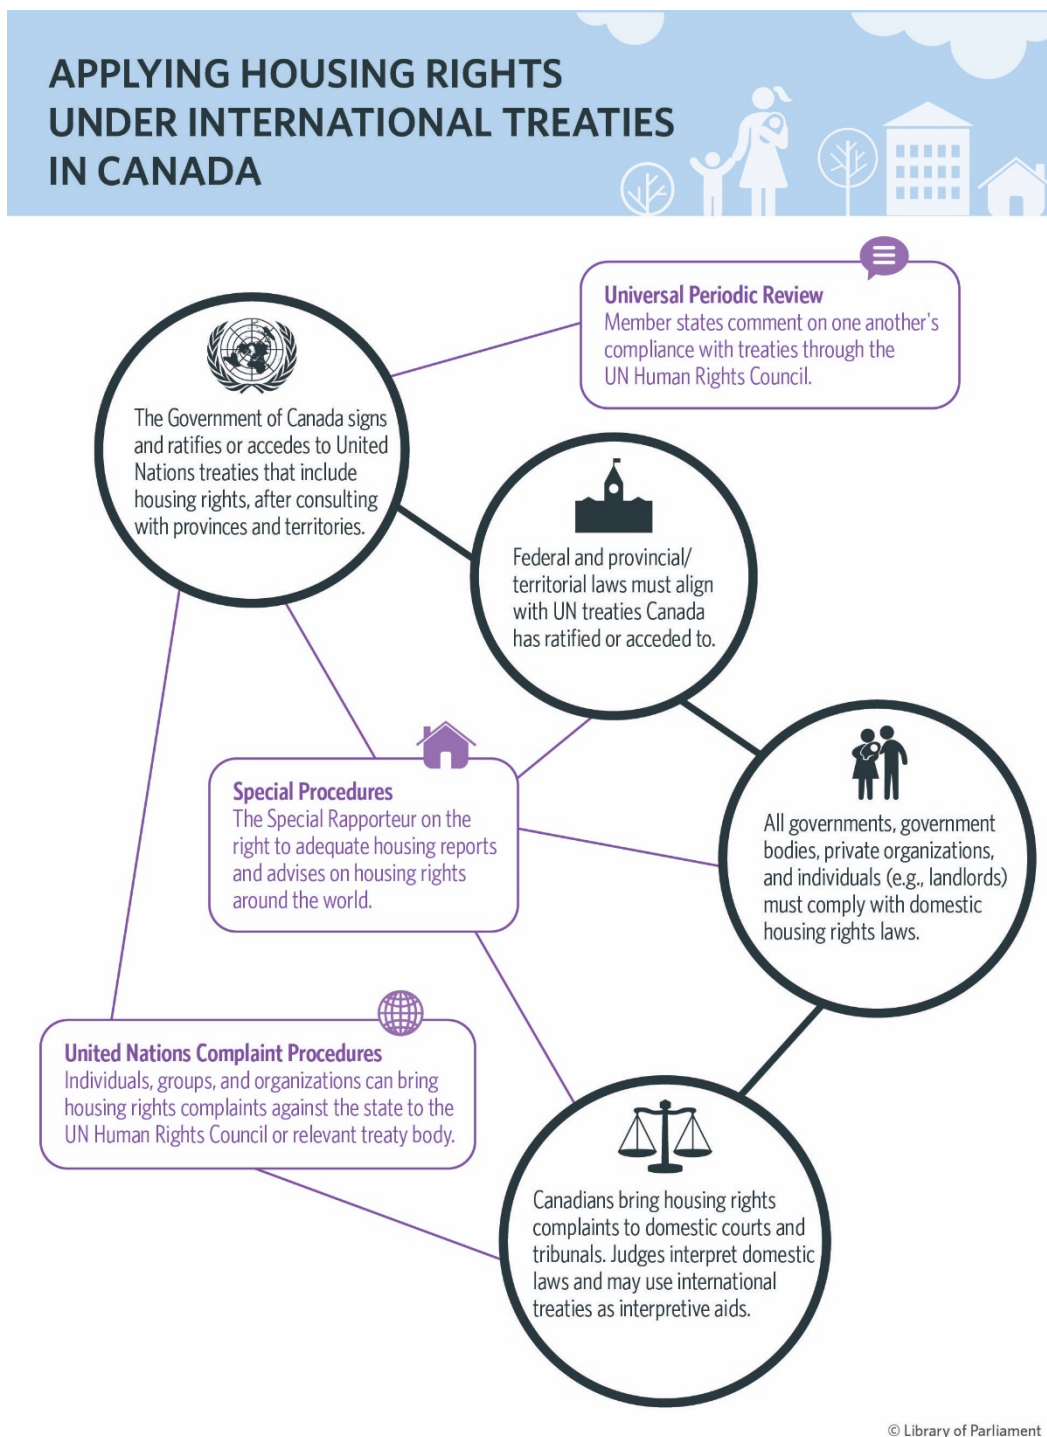 APPLYING HOUSING RIGHTS
UNDER INTERNATIONAL TREATIES
IN CANADA
Universal Periodic Review
Member states comment on one another's
compliance with treaties through the
UN Human Rights Council.
The Government of Canada signs
and ratifies or accedes to United
Nations treaties that include
housing rights, after consulting
with provinces and territories.
Federal and provincial/
territorial laws must align
with UN treaties Canada
has ratified or acceded to.
Special Procedures
The Special Rapporteur on the
right to adequate housing reports
and advises on housing rights
around the world.
All governments, government
bodies, private organizations,
and individuals (e.g., landlords)
must comply with domestic
housing rights laws.
United Nations Complaint Procedures
Individuals, groups, and organizations can bring
housing rights complaints against the state to the
UN Human Rights Council or relevant treaty body.
Canadians bring housing rights
complaints to domestic courts and
tribunals. Judges interpret domestic
laws and may use international
treaties as interpretive aids.
© Library of Parliament